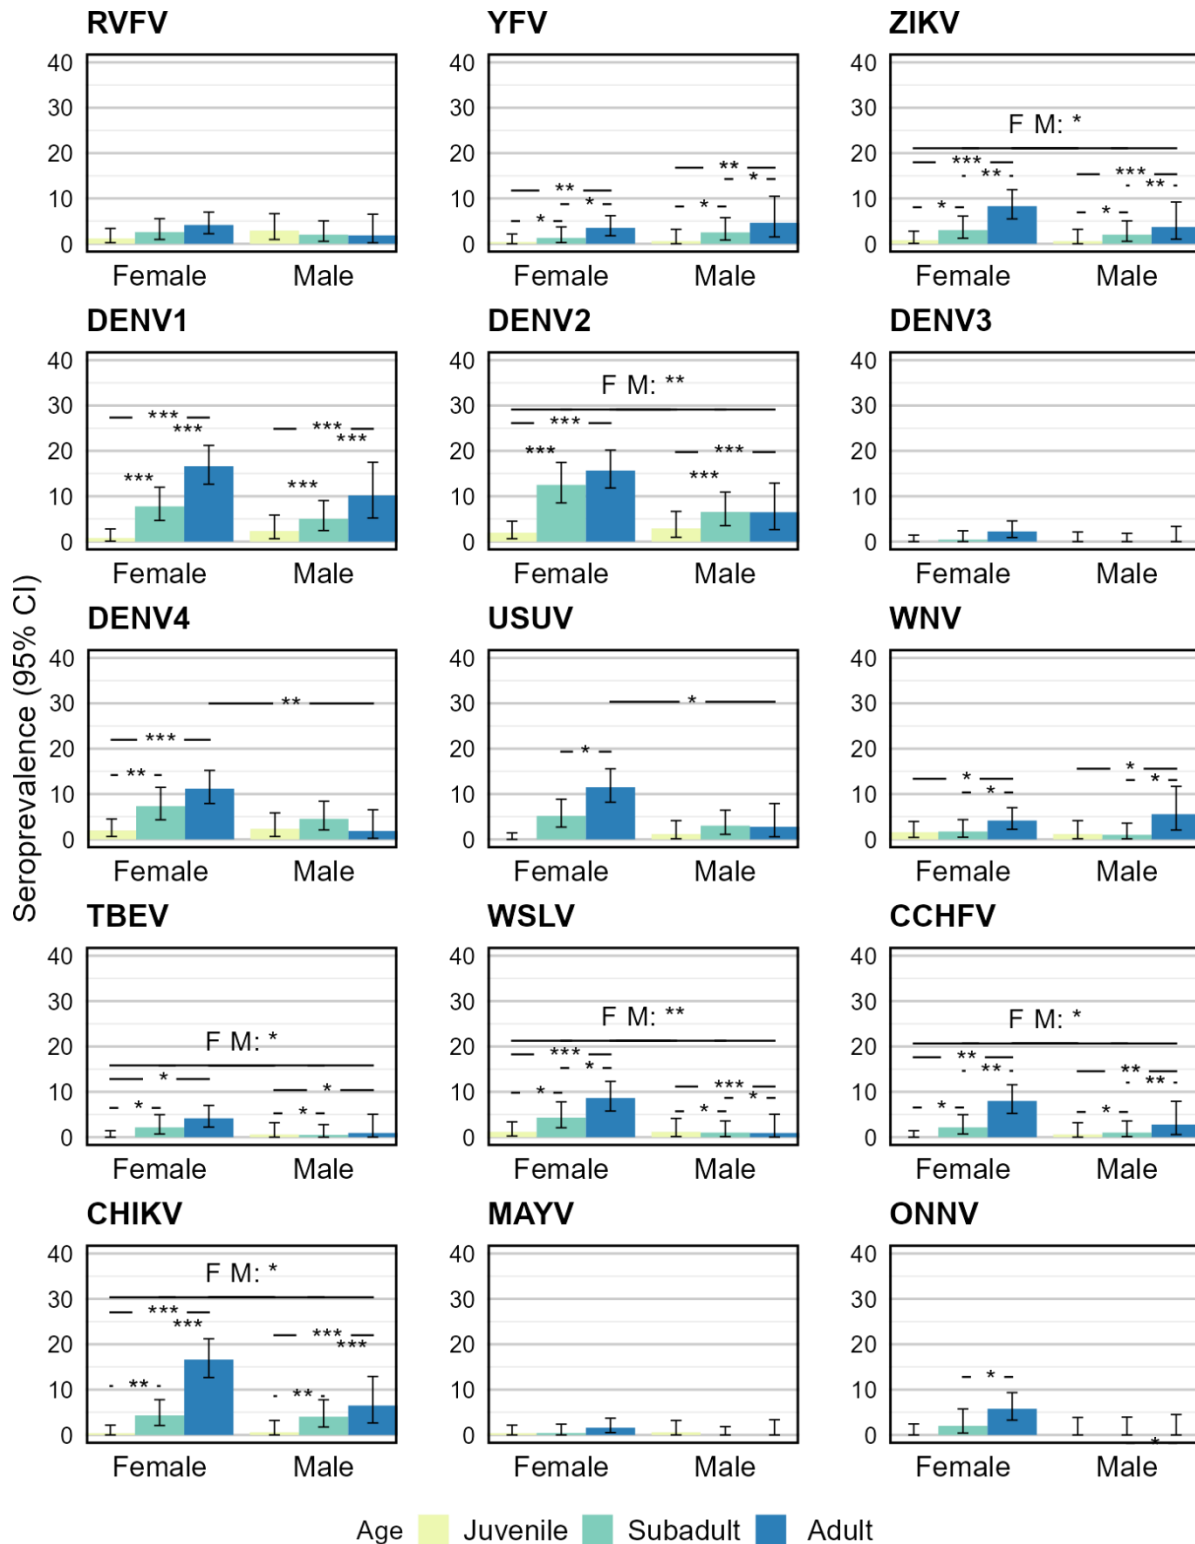 RVFV YFV ZIKV
40 40 40
30 30 30
F M: *
20 20 20
** *** ***
** * ** **
10 10 10
* * * * * *
0 0 0
Female Male Female Male Female Male
DENV1 DENV2 DENV3
40 40 40
F M: **
30 30 30
*** *** *** ***
*** ***
20 20 20
*** *** *** ***
10 10 10
0 0 0
Female Male Female Male Female Male
DENV4 USUV WNV
40 40 40
30 ** 30 * 30
*** *
20 20 20
** * *
* *
10 10 10
0 0 0
Female Male Female Male Female Male
TBEV WSLV CCHFV
40 40 40
30 30 30
F M: * F M: ** F M: *
20 20 20
*** ** **
* * ** **
10 * 10 *** 10
* * * * * * *
0 0 0
Female Male Female Male Female Male
CHIKV MAYV ONNV
40 40 40
F M: *
30 30 30
*** ***
*** ***
20 20 20
** ** *
10 10 10
0 0 0
*
Female Male Female Male Female Male
Seroprevalence (95% CI)
Age Juvenile Subadult Adult